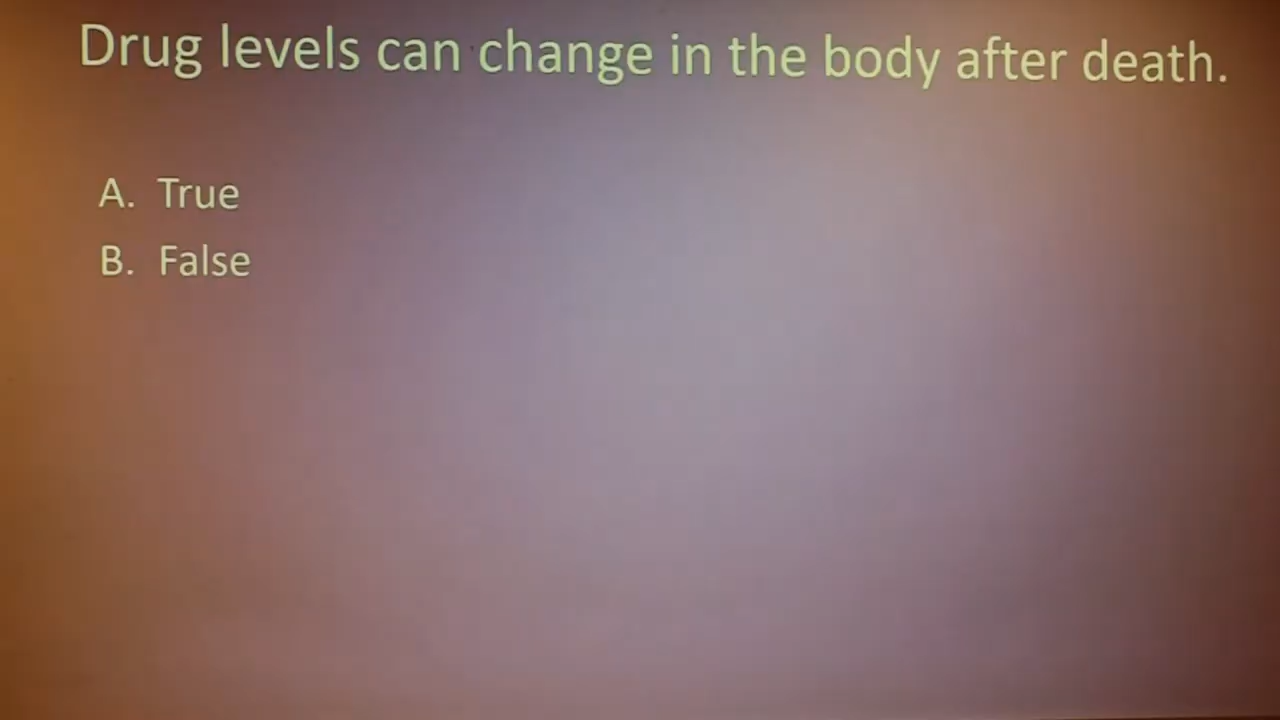 Drug levels can change in the body after death.
A. True
B. False